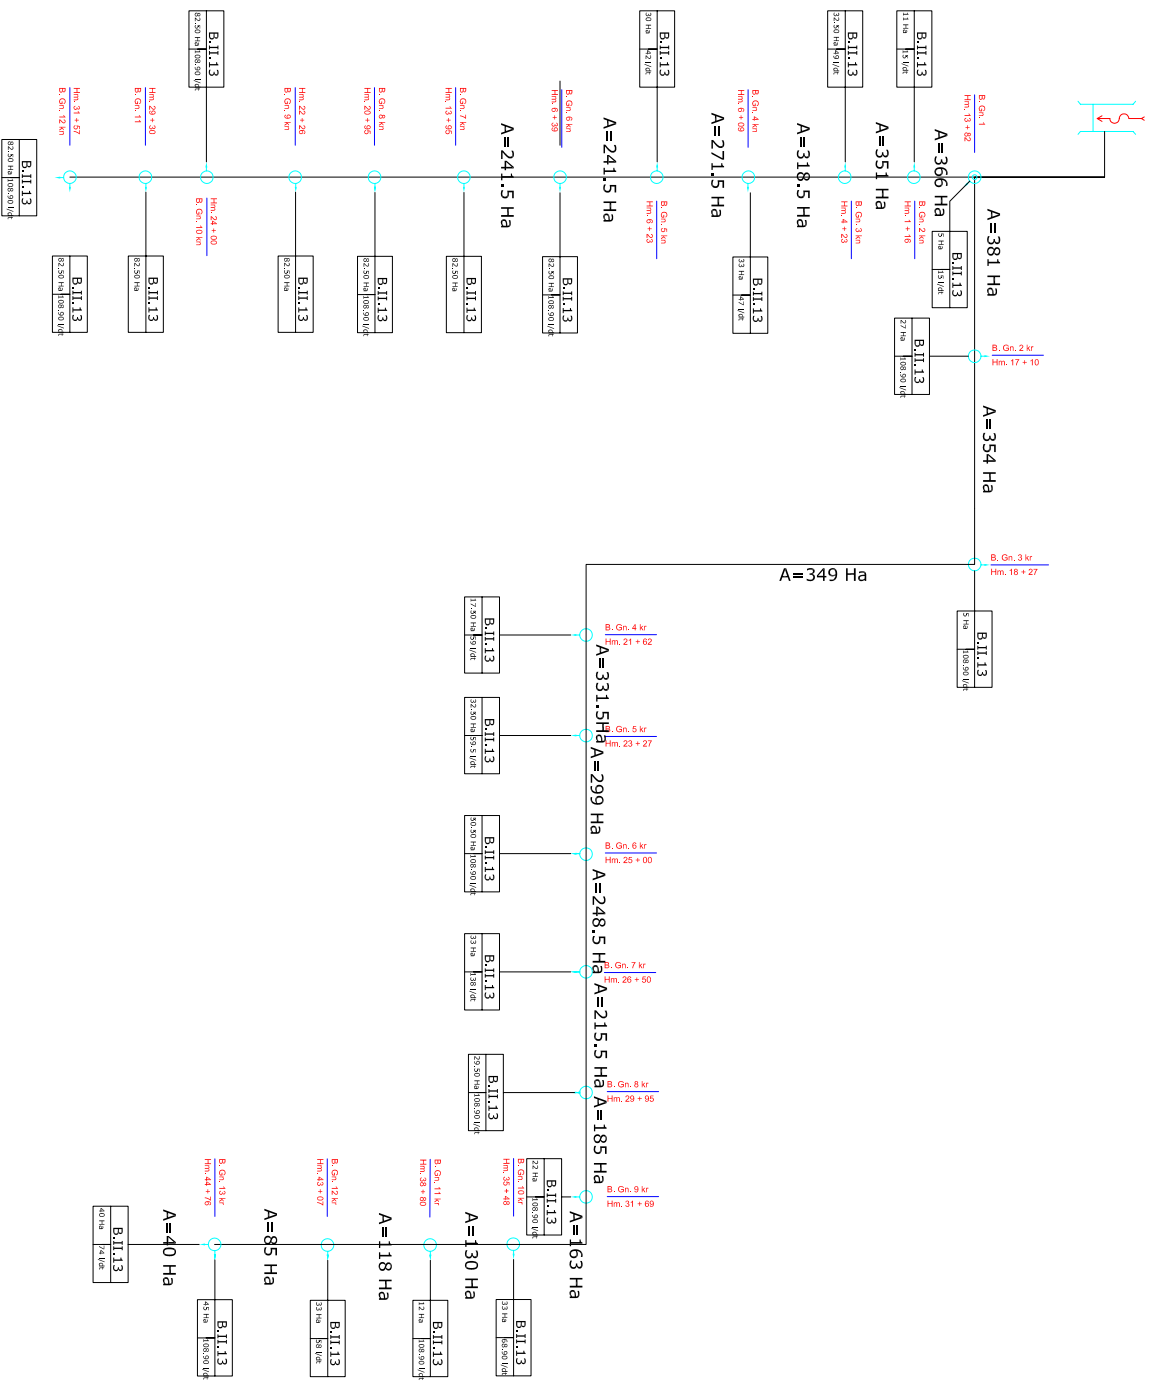 B.II.13
82.50 Ha
108.90 l/dt
B.II.13
30 Ha
42 l/dt
B.II.13
32.50 Ha
49 l/dt
B.II.13
11 Ha
15 l/dt
Hm. 31 + 57
B. Gn. 12 kn
Hm. 29 + 30
B. Gn. 11
Hm. 22 + 26
B. Gn. 9 kn
B. Gn. 8 kn
Hm. 20 + 95
B. Gn. 7 kn
Hm. 13 + 95
B. Gn. 6 kn
Hm. 6 + 39
B. Gn. 4 kn
Hm. 6 + 09
B. Gn. 1
Hm. 13 + 82
A=241.5 Ha
A=241.5 Ha
A=271.5 Ha
A=318.5 Ha
A=351 Ha
A=366 Ha
B.II.13
82.50 Ha
108.90 l/dt
Hm. 24 + 00
B. Gn. 10 kn
B. Gn. 5 kn
Hm. 6 + 23
B. Gn. 3 kn
Hm. 4 + 23
B. Gn. 2 kn
Hm. 1 + 16
A=381 Ha
B.II.13
5 Ha
15 l/dt
B.II.13
82.50 Ha
108.90 l/dt
B.II.13
82.50 Ha
B.II.13
82.50 Ha
B.II.13
82.50 Ha
108.90 l/dt
B.II.13
82.50 Ha
B.II.13
82.50 Ha
108.90 l/dt
B.II.13
33 Ha
47 l/dt
B.II.13
27 Ha
108.90 l/dt
B. Gn. 2 kr
Hm. 17 + 10
A=354 Ha
B. Gn. 3 kr
Hm. 18 + 27
A=349 Ha
B.II.13
5 Ha
108.90 l/dt
B.II.13
17.50 Ha
59 l/dt
B. Gn. 4 kr
Hm. 21 + 62
A=331.5Ha
B.II.13
32.50 Ha
59.5 l/dt
B. Gn. 5 kr
Hm. 23 + 27
A=299 Ha
B.II.13
50.50 Ha
108.90 l/dt
B. Gn. 6 kr
Hm. 25 + 00
A=248.5 Ha
B.II.13
33 Ha
138 l/dt
B. Gn. 7 kr
Hm. 26 + 50
A=215.5 Ha
B.II.13
29.50 Ha
108.90 l/dt
B. Gn. 8 kr
Hm. 29 + 95
A=185 Ha
B.II.13
22 Ha
108.90 l/dt
B. Gn. 9 kr
Hm. 31 + 69
B. Gn. 13 kr
Hm. 44 + 76
B. Gn. 12 kr
Hm. 43 + 07
B. Gn. 11 kr
Hm. 38 + 80
B. Gn. 10 kr
Hm. 35 + 48
B.II.13
40 Ha
74 l/dt
A=40 Ha
A=85 Ha
A=118 Ha
A=130 Ha
A=163 Ha
B.II.13
45 Ha
108.90 l/dt
B.II.13
33 Ha
58 l/dt
B.II.13
12 Ha
108.90 l/dt
B.II.13
33 Ha
68.90 l/dt